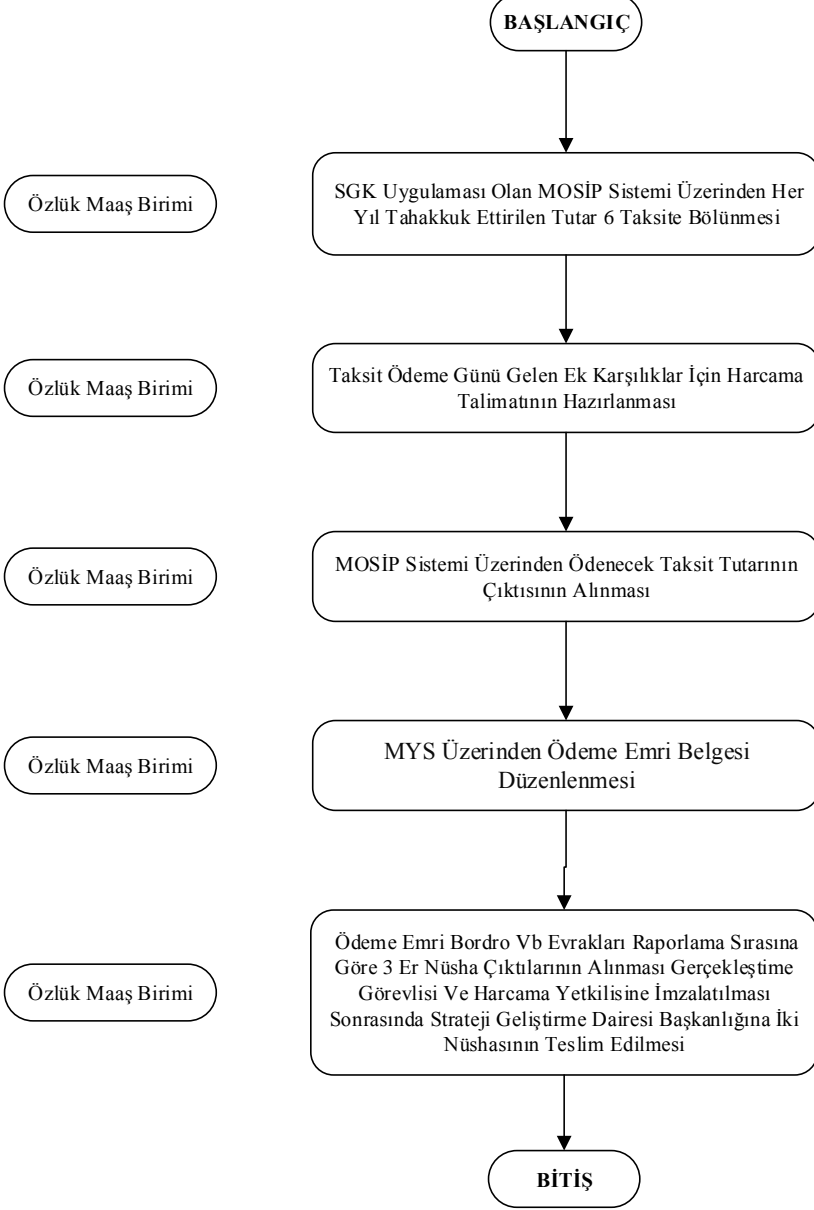 BAŞLANGIÇ
Özlük Maaş Birimi
SGK Uygulaması Olan MOSİP Sistemi Üzerinden Her
Yıl Tahakkuk Ettirilen Tutar 6 Taksite Bölünmesi
Özlük Maaş Birimi
Taksit Ödeme Günü Gelen Ek Karşılıklar İçin Harcama
Talimatının Hazırlanması
Özlük Maaş Birimi
MOSİP Sistemi Üzerinden Ödenecek Taksit Tutarının
Çıktısının Alınması
Özlük Maaş Birimi
MYS Üzerinden Ödeme Emri Belgesi
Düzenlenmesi
Özlük Maaş Birimi
Ödeme Emri Bordro Vb Evrakları Raporlama Sırasına
Göre 3 Er Nüsha Çıktılarının Alınması Gerçekleştime
Görevlisi Ve Harcama Yetkilisine İmzalatılması
Sonrasında Strateji Geliştirme Dairesi Başkanlığına İki
Nüshasının Teslim Edilmesi
BİTİŞ